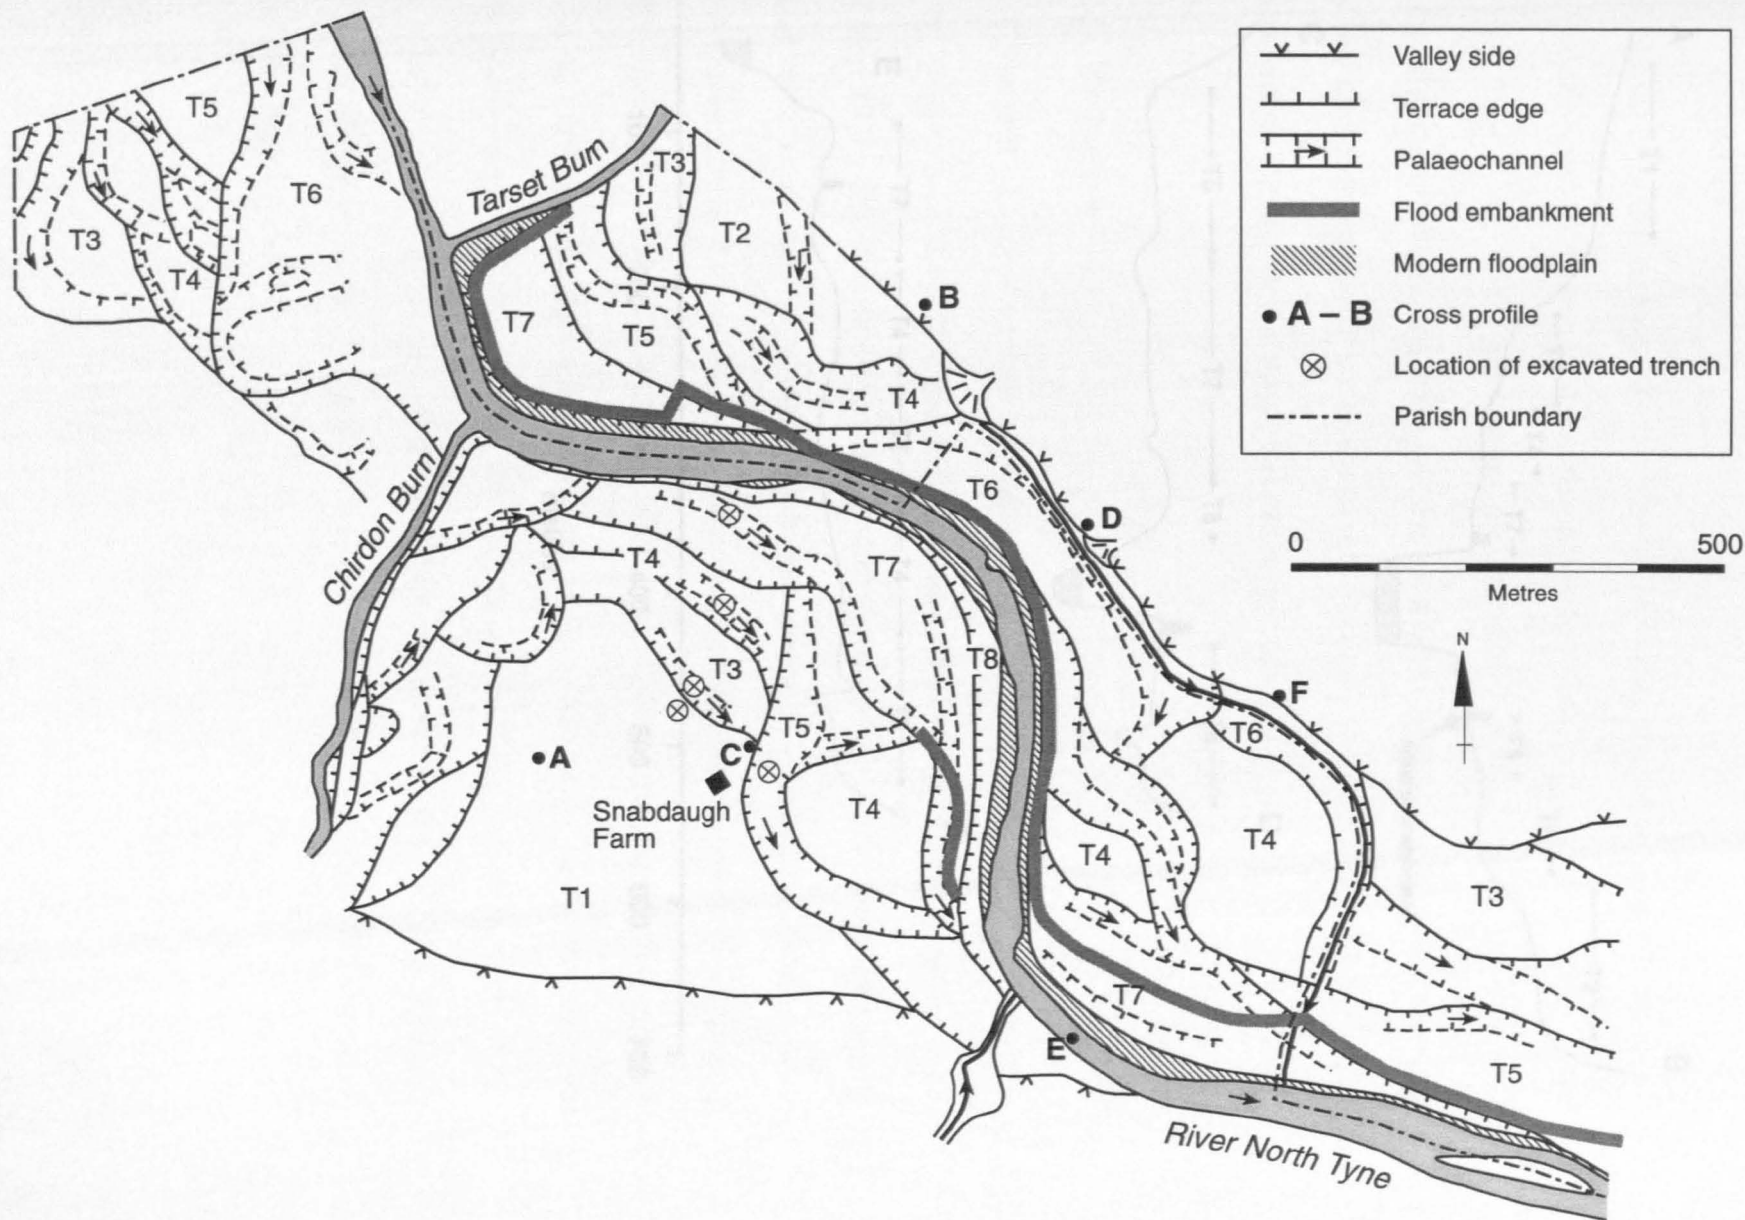 Valley side
Terrace edge
Palaeochannel
Flood embankment
Modern floodplain
A – B Cross profile
Location of excavated trench
Parish boundary
0 500
Metres
N
T5
T3
T4
T6
Tarset Burn
T3
T2
B
T7
T5
T4
T6
D
Chirdon Burn
T4
T7
T8
T3
T5
F
T6
A
C
Snabdaugh
Farm
T4
T4
T4
T3
T1
T7
E
T5
River North Tyne